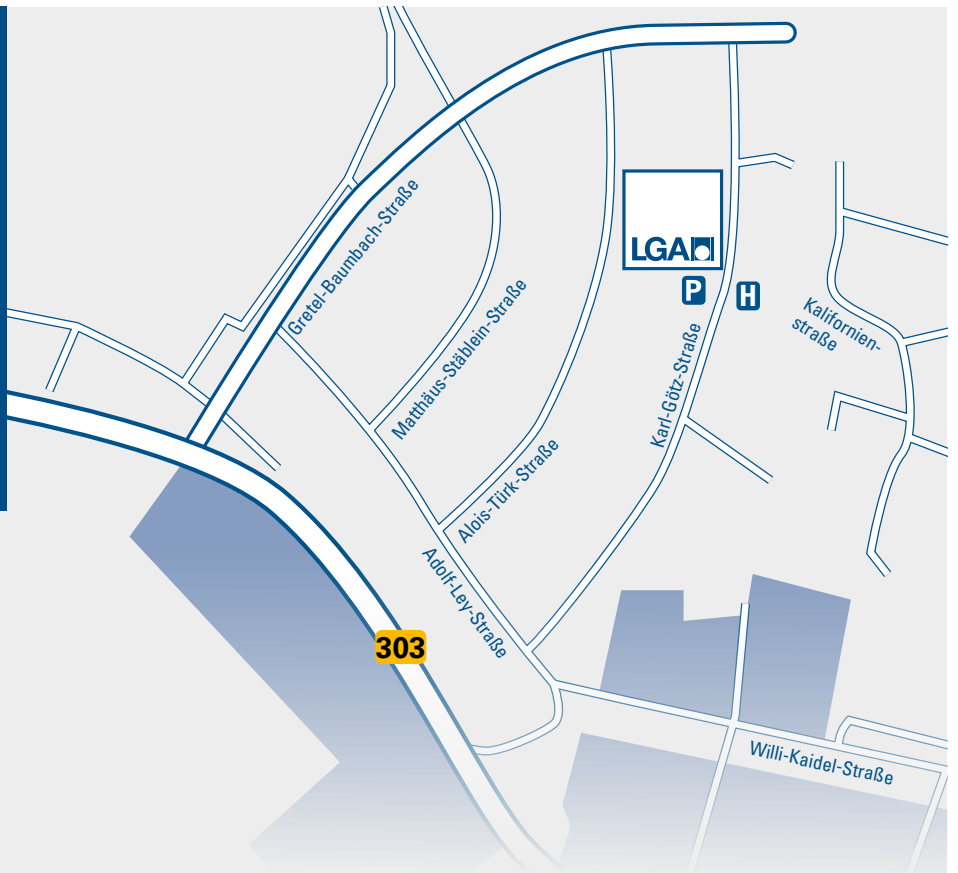 Gretel-Baumbach-Straße
Matthäus-Stäblein-Straße
LGA
P
H
Kalifornien-
straße
Karl-Götz-Straße
Alois-Türk-Straße
Adolf-Ley-Straße
303
Willi-Kaidel-Straße